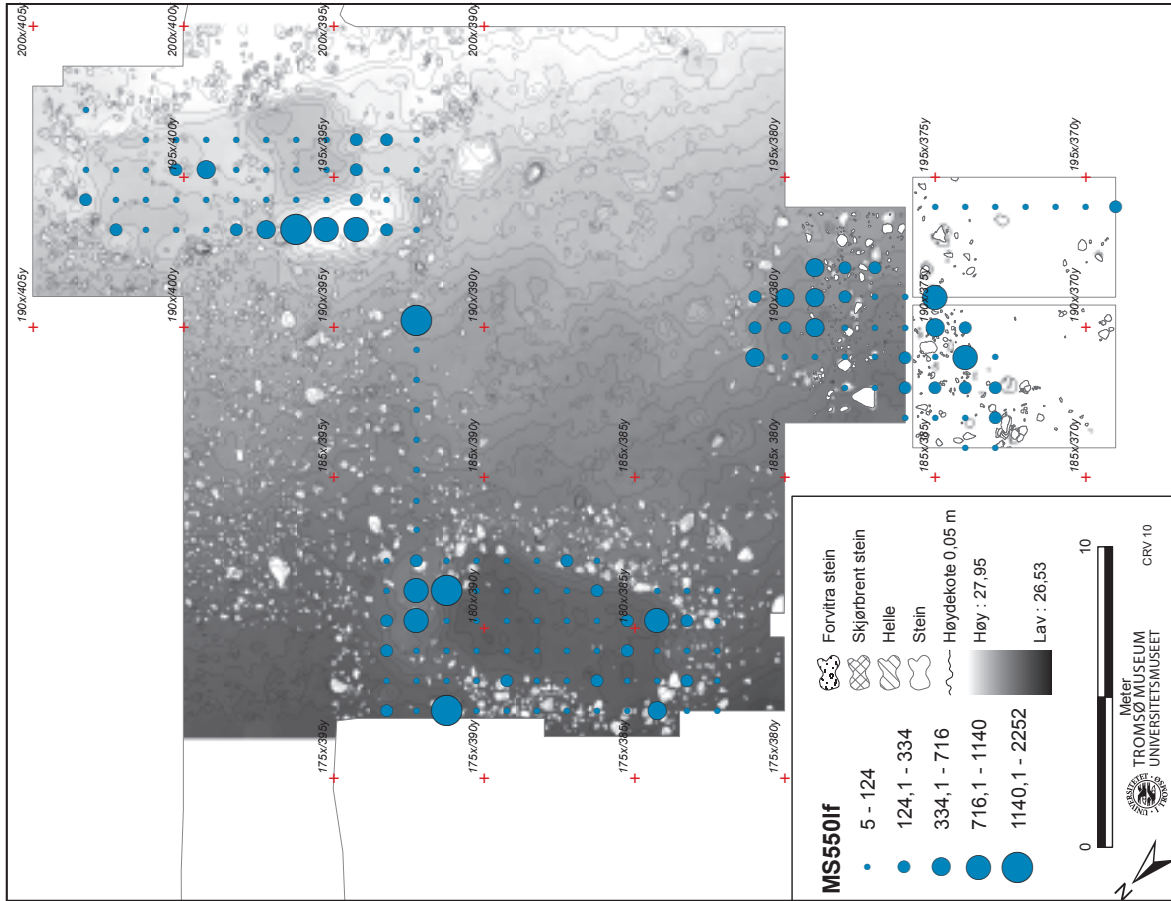 200x/405y
200x/400y
200x/395y
200x/390y
195x/400y
195x/395y
195x/380y
195x/375y
195x/370y
190x/405y
190x/400y
190x/395y
190x/390y
190x/380y
190x/375y
190x/370y
185x/395y
185x/390y
185x/385y
185x 380y
185x/385y
185x/370y
180x/390y
180x/385y
175x/395y
175x/390y
175x/385y
175x/380y
MS550lf
5 - 124
124,1 - 334
334,1 - 716
716,1 - 1140
1140,1 - 2252
Forvitra stein
Skjørbrent stein
Helle
Stein
Høydekote 0,05 m
Høy : 27,95
Lav : 26,53
0
10
Meter
CRV 10
N
TROMSØ MUSEUM
UNIVERSITETSMUSEET
UNIVERSITETET I TROMSØ